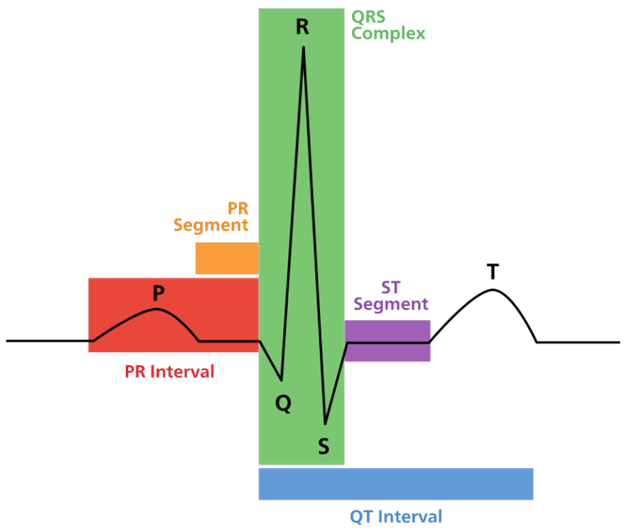 R
QRS
Complex
PR
Segment
P
T
ST
Segment
PR Interval
Q
S
QT Interval